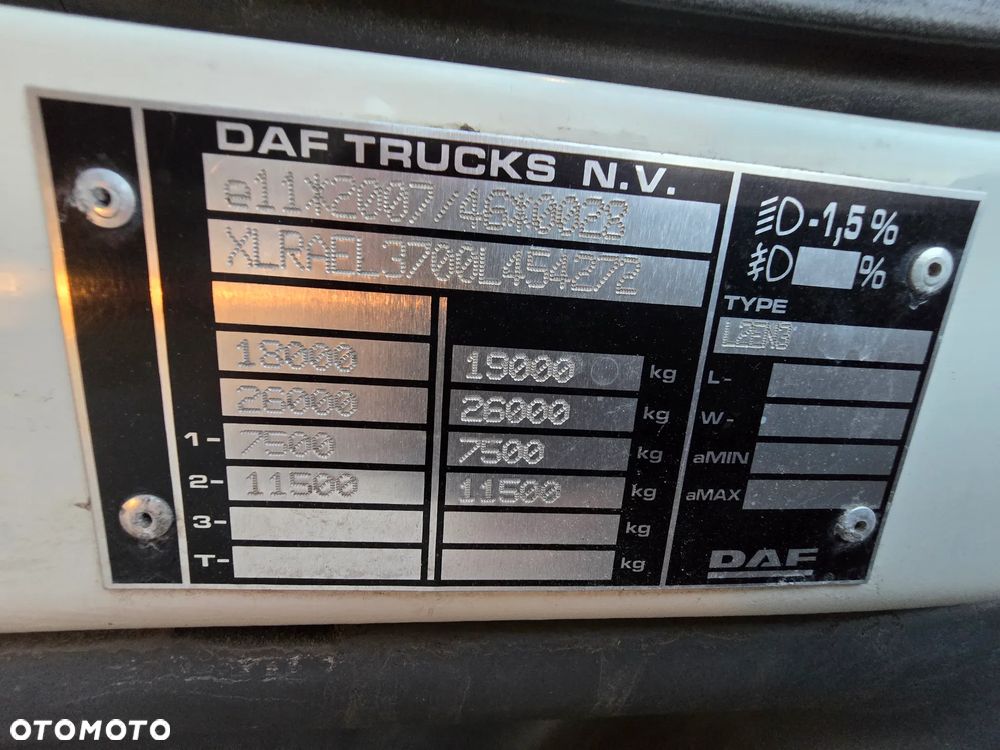 DAF TRUCKS N.V.
e11*2007/46*0038
XLRAEL3700L454272
18000 19000 kg
26000 26000 kg
1- 7500 7500 kg
2- 11500 11500 kg
3- kg
T- kg
-1,5%
%
TYPE
L-
W-
aMIN
aMAX
DAF
OTOMOTO